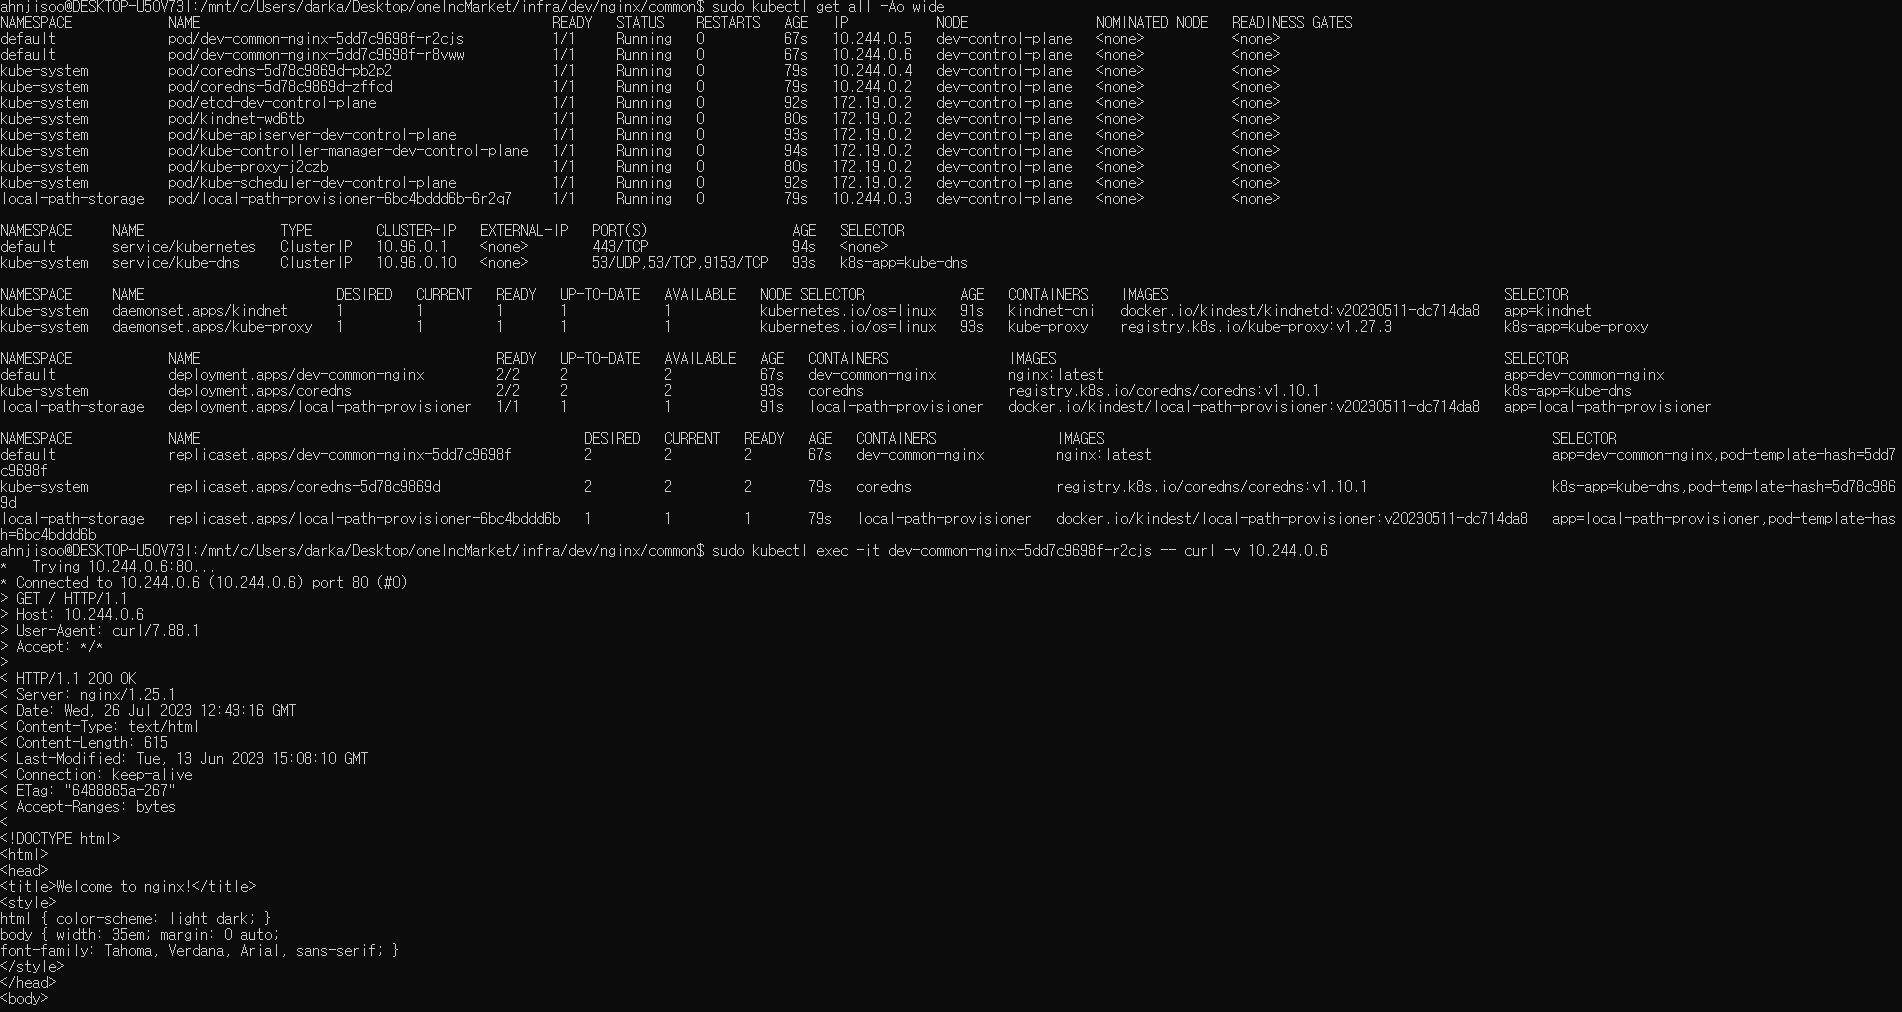 ahnjisoo@DESKTOP-U50V73I:/mnt/c/Users/darka/Desktop/oneIncMarket/infra/dev/nginx/common$ sudo kubectl get all -Ao wide
NAMESPACE NAME READY STATUS RESTARTS AGE IP NODE NOMINATED NODE READINESS GATES
default pod/dev-common-nginx-5dd7c9698f-r2cjs 1/1 Running 0 67s 10.244.0.5 dev-control-plane <none> <none>
default pod/dev-common-nginx-5dd7c9698f-r8vww 1/1 Running 0 67s 10.244.0.6 dev-control-plane <none> <none>
kube-system pod/coredns-5d78c9869d-pb2p2 1/1 Running 0 79s 10.244.0.4 dev-control-plane <none> <none>
kube-system pod/coredns-5d78c9869d-zffcd 1/1 Running 0 79s 10.244.0.2 dev-control-plane <none> <none>
kube-system pod/etcd-dev-control-plane 1/1 Running 0 92s 172.19.0.2 dev-control-plane <none> <none>
kube-system pod/kindnet-wd6tb 1/1 Running 0 80s 172.19.0.2 dev-control-plane <none> <none>
kube-system pod/kube-apiserver-dev-control-plane 1/1 Running 0 93s 172.19.0.2 dev-control-plane <none> <none>
kube-system pod/kube-controller-manager-dev-control-plane 1/1 Running 0 94s 172.19.0.2 dev-control-plane <none> <none>
kube-system pod/kube-proxy-j2czb 1/1 Running 0 80s 172.19.0.2 dev-control-plane <none> <none>
kube-system pod/kube-scheduler-dev-control-plane 1/1 Running 0 92s 172.19.0.2 dev-control-plane <none> <none>
local-path-storage pod/local-path-provisioner-6bc4bddd6b-6r2q7 1/1 Running 0 79s 10.244.0.3 dev-control-plane <none> <none>
NAMESPACE NAME TYPE CLUSTER-IP EXTERNAL-IP PORT(S) AGE SELECTOR
default service/kubernetes ClusterIP 10.96.0.1 <none> 443/TCP 94s <none>
kube-system service/kube-dns ClusterIP 10.96.0.10 <none> 53/UDP,53/TCP,9153/TCP 93s k8s-app=kube-dns
NAMESPACE NAME DESIRED CURRENT READY UP-TO-DATE AVAILABLE NODE SELECTOR AGE CONTAINERS IMAGES SELECTOR
kube-system daemonset.apps/kindnet 1 1 1 1 1 kubernetes.io/os=linux 91s kindnet-cni docker.io/kindest/kindnetd:v20230511-dc714da8 app=kindnet
kube-system daemonset.apps/kube-proxy 1 1 1 1 1 kubernetes.io/os=linux 93s kube-proxy registry.k8s.io/kube-proxy:v1.27.3 k8s-app=kube-proxy
NAMESPACE NAME READY UP-TO-DATE AVAILABLE AGE CONTAINERS IMAGES SELECTOR
default deployment.apps/dev-common-nginx 2/2 2 2 67s dev-common-nginx nginx:latest app=dev-common-nginx
kube-system deployment.apps/coredns 2/2 2 2 93s coredns registry.k8s.io/coredns/coredns:v1.10.1 k8s-app=kube-dns
local-path-storage deployment.apps/local-path-provisioner 1/1 1 1 91s local-path-provisioner docker.io/kindest/local-path-provisioner:v20230511-dc714da8 app=local-path-provisioner
NAMESPACE NAME DESIRED CURRENT READY AGE CONTAINERS IMAGES SELECTOR
default replicaset.apps/dev-common-nginx-5dd7c9698f 2 2 2 67s dev-common-nginx nginx:latest app=dev-common-nginx,pod-template-hash=5dd7
c9698f
kube-system replicaset.apps/coredns-5d78c9869d 2 2 2 79s coredns registry.k8s.io/coredns/coredns:v1.10.1 k8s-app=kube-dns,pod-template-hash=5d78c986
9d
local-path-storage replicaset.apps/local-path-provisioner-6bc4bddd6b 1 1 1 79s local-path-provisioner docker.io/kindest/local-path-provisioner:v20230511-dc714da8 app=local-path-provisioner,pod-template-has
h=6bc4bddd6b
ahnjisoo@DESKTOP-U50V73I:/mnt/c/Users/darka/Desktop/oneIncMarket/infra/dev/nginx/common$ sudo kubectl exec -it dev-common-nginx-5dd7c9698f-r2cjs -- curl -v 10.244.0.6
* Trying 10.244.0.6:80...
* Connected to 10.244.0.6 (10.244.0.6) port 80 (#0)
> GET / HTTP/1.1
> Host: 10.244.0.6
> User-Agent: curl/7.88.1
> Accept: */*
>
< HTTP/1.1 200 OK
< Server: nginx/1.25.1
< Date: Wed, 26 Jul 2023 12:43:16 GMT
< Content-Type: text/html
< Content-Length: 615
< Last-Modified: Tue, 13 Jun 2023 15:08:10 GMT
< Connection: keep-alive
< ETag: "6488865a-267"
< Accept-Ranges: bytes
<
<!DOCTYPE html>
<html>
<head>
<title>Welcome to nginx!</title>
<style>
html { color-scheme: light dark; }
body { width: 35em; margin: 0 auto;
font-family: Tahoma, Verdana, Arial, sans-serif; }
</style>
</head>
<body>